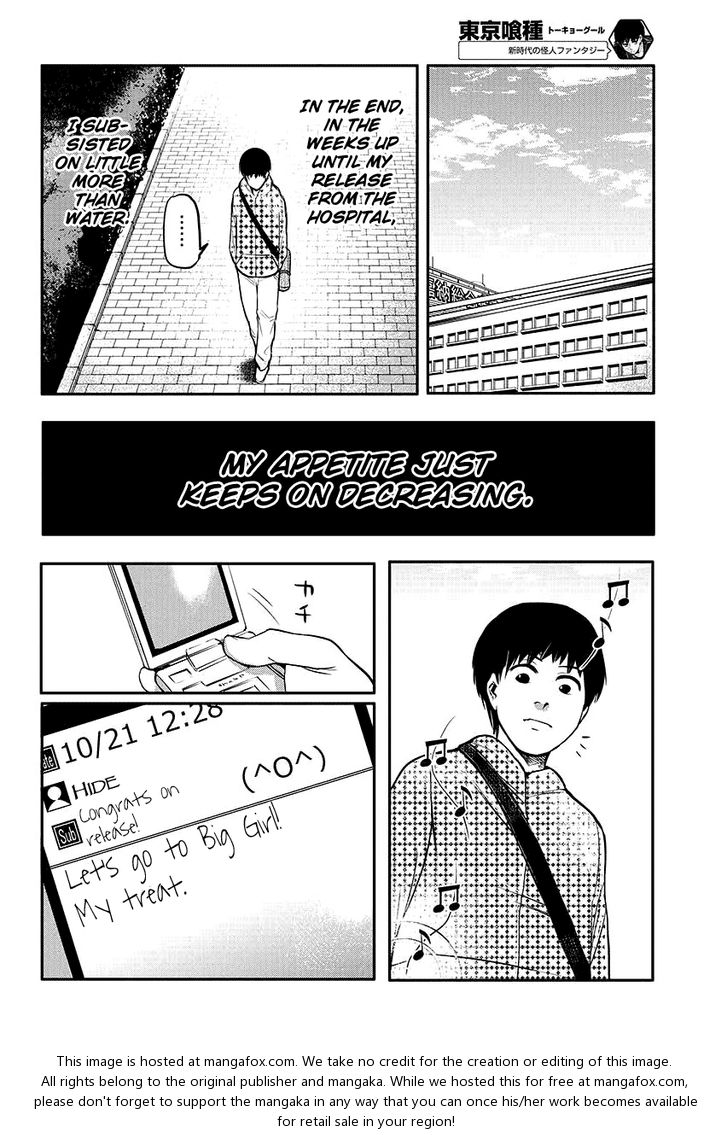 東京喰種 トーキョーグール
新時代の怪人ファンタジー
IN THE END,
IN THE
WEEKS UP
UNTIL MY
RELEASE
FROM THE
HOSPITAL,
I SUB-
SISTED
ON LITTLE
MORE
THAN
WATER.
......
MY APPETITE JUST
KEEPS ON DECREASING.
カチ
10/21 12:28
HIDE
(^O^)
Sub
Congrats on
release!
Let's go to Big Girl!
My treat.
This image is hosted at mangafox.com. We take no credit for the creation or editing of this image.
All rights belong to the original publisher and mangaka. While we hosted this for free at mangafox.com,
please don't forget to support the mangaka in any way that you can once his/her work becomes available
for retail sale in your region!